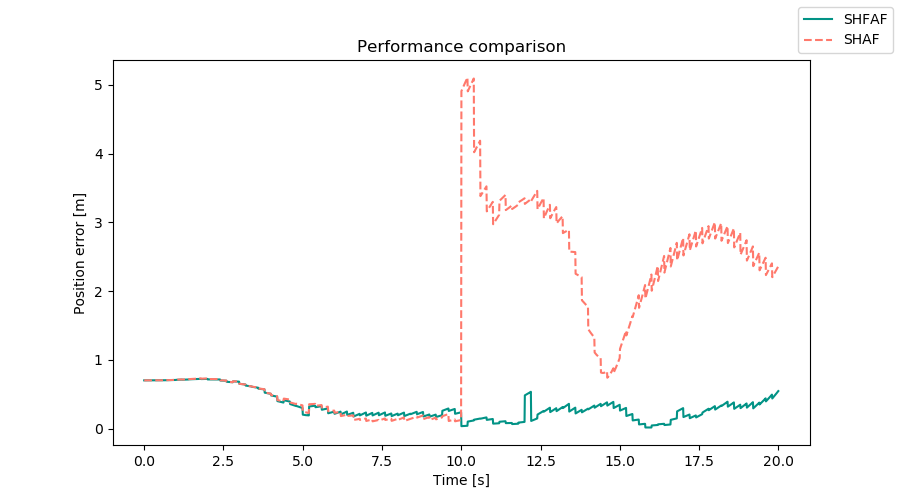 SHFAF
SHAF
Performance comparison
Position error [m]
5
4
3
2
1
0
0.0 2.5 5.0 7.5 10.0 12.5 15.0 17.5 20.0
Time [s]